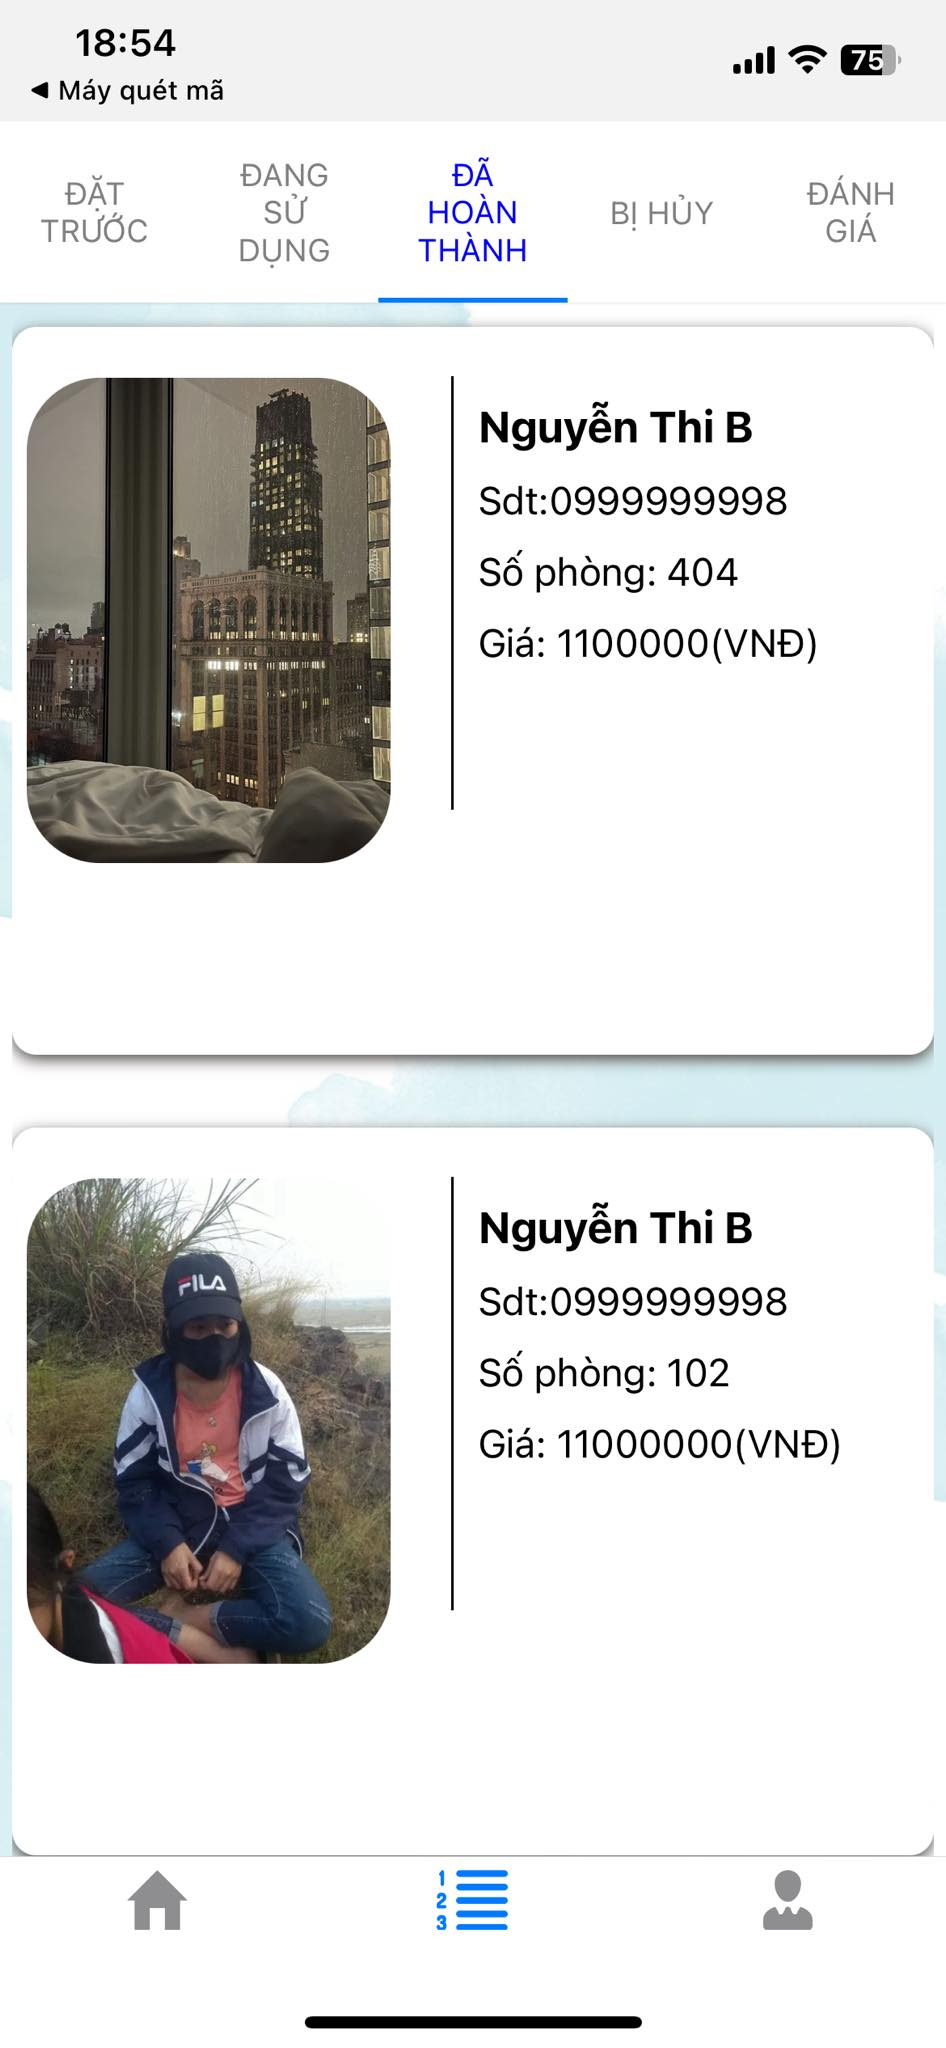 18:54
75
◀ Máy quét mã
ĐẶT
TRƯỚC
ĐANG
SỬ
DỤNG
ĐÃ
HOÀN
THÀNH
BỊ HỦY
ĐÁNH
GIÁ
Nguyễn Thi B
Sdt:0999999998
Số phòng: 404
Giá: 1100000(VNĐ)
FILA
Nguyễn Thi B
Sdt:0999999998
Số phòng: 102
Giá: 11000000(VNĐ)
1
2
3